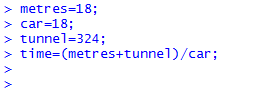 > metres=18;
> car=18;
> tunnel=324;
> time=(metres+tunnel)/car;
>
>